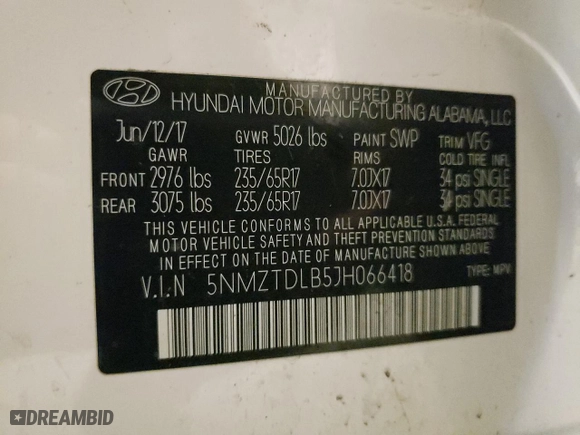 MANUFACTURED BY
HYUNDAI MOTOR MANUFACTURING ALABAMA, LLC
Jun/12/17 GVWR 5026 lbs PAINT SWP TRIM VFG
GAWR TIRES RIMS COLD TIRE INFL
FRONT 2976 lbs 235/65R17 7.0JX17 34 psi SINGLE
REAR 3075 lbs 235/65R17 7.0JX17 34 psi SINGLE
THIS VEHICLE CONFORMS TO ALL APPLICABLE U.S.A. FEDERAL
MOTOR VEHICLE SAFETY AND THEFT PREVENTION STANDARDS
IN EFFECT ON THE DATE OF MANUFACTURE SHOWN ABOVE.
V.I.N 5NMZTDLB5JH066418 TYPE: MPV
DREAMBID